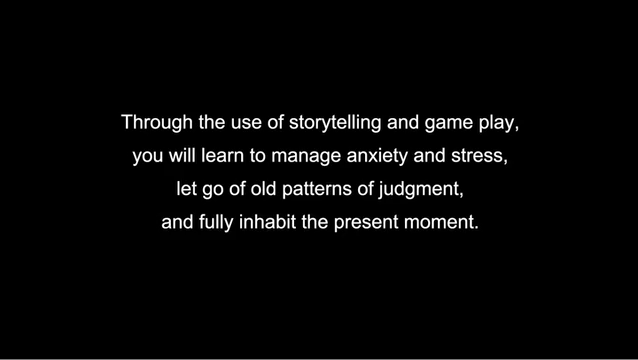 Through the use of storytelling and game play,
you will learn to manage anxiety and stress,
let go of old patterns of judgment,
and fully inhabit the present moment.